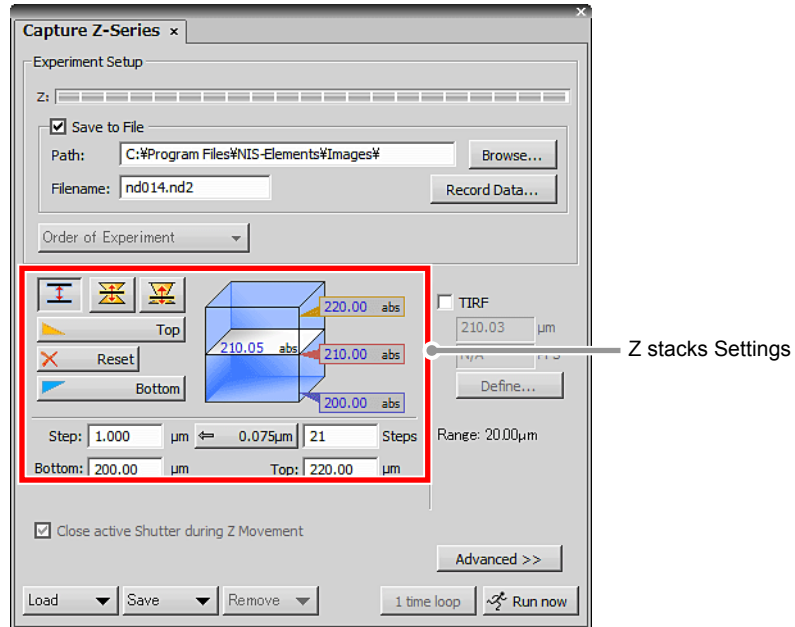 Capture Z-Series ×
Experiment Setup
Z:
Save to File
Path: C:¥Program Files¥NIS-Elements¥Images¥ Browse...
Filename: nd014.nd2 Record Data...
Order of Experiment
220.00 abs
TIRF
Top
210.03 µm
210.05 abs
210.00 abs
Z stacks Settings
Reset
Define...
Bottom
200.00 abs
Step: 1.000 µm 0.075µm 21 Steps
Range: 20.00µm
Bottom: 200.00 µm Top: 220.00 µm
Close active Shutter during Z Movement
Advanced >>
Load Save Remove 1 time loop Run now